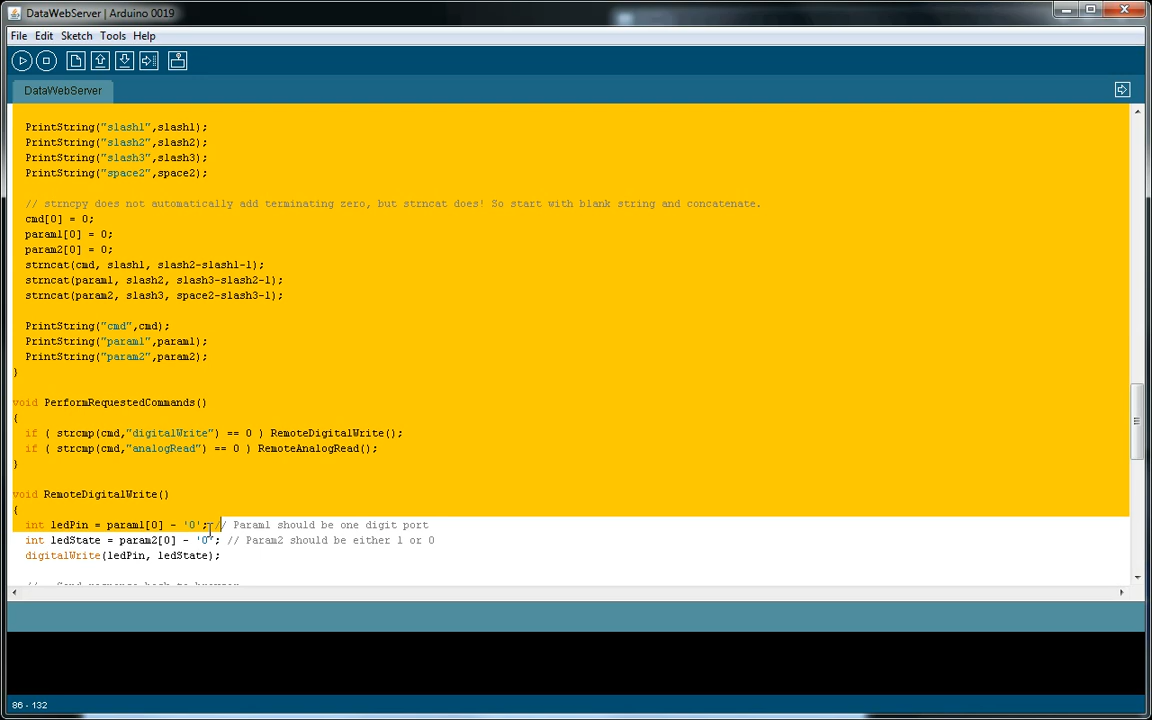 DataWebServer | Arduino 0019
File Edit Sketch Tools Help
DataWebServer
PrintString("slash1",slash1);
PrintString("slash2",slash2);
PrintString("slash3",slash3);
PrintString("space2",space2);
// strncpy does not automatically add terminating zero, but strncat does! So start with blank string and concatenate.
cmd[0] = 0;
param1[0] = 0;
param2[0] = 0;
strncat(cmd, slash1, slash2-slash1-1);
strncat(param1, slash2, slash3-slash2-1);
strncat(param2, slash3, space2-slash3-1);
PrintString("cmd",cmd);
PrintString("param1",param1);
PrintString("param2",param2);
}
void PerformRequestedCommands()
{
if ( strcmp(cmd,"digitalWrite") == 0 ) RemoteDigitalWrite();
if ( strcmp(cmd,"analogRead") == 0 ) RemoteAnalogRead();
}
void RemoteDigitalWrite()
{
int ledPin = param1[0] - '0'; // Param1 should be one digit port
int ledState = param2[0] - '0'; // Param2 should be either 1 or 0
digitalWrite(ledPin, ledState);
86 - 132